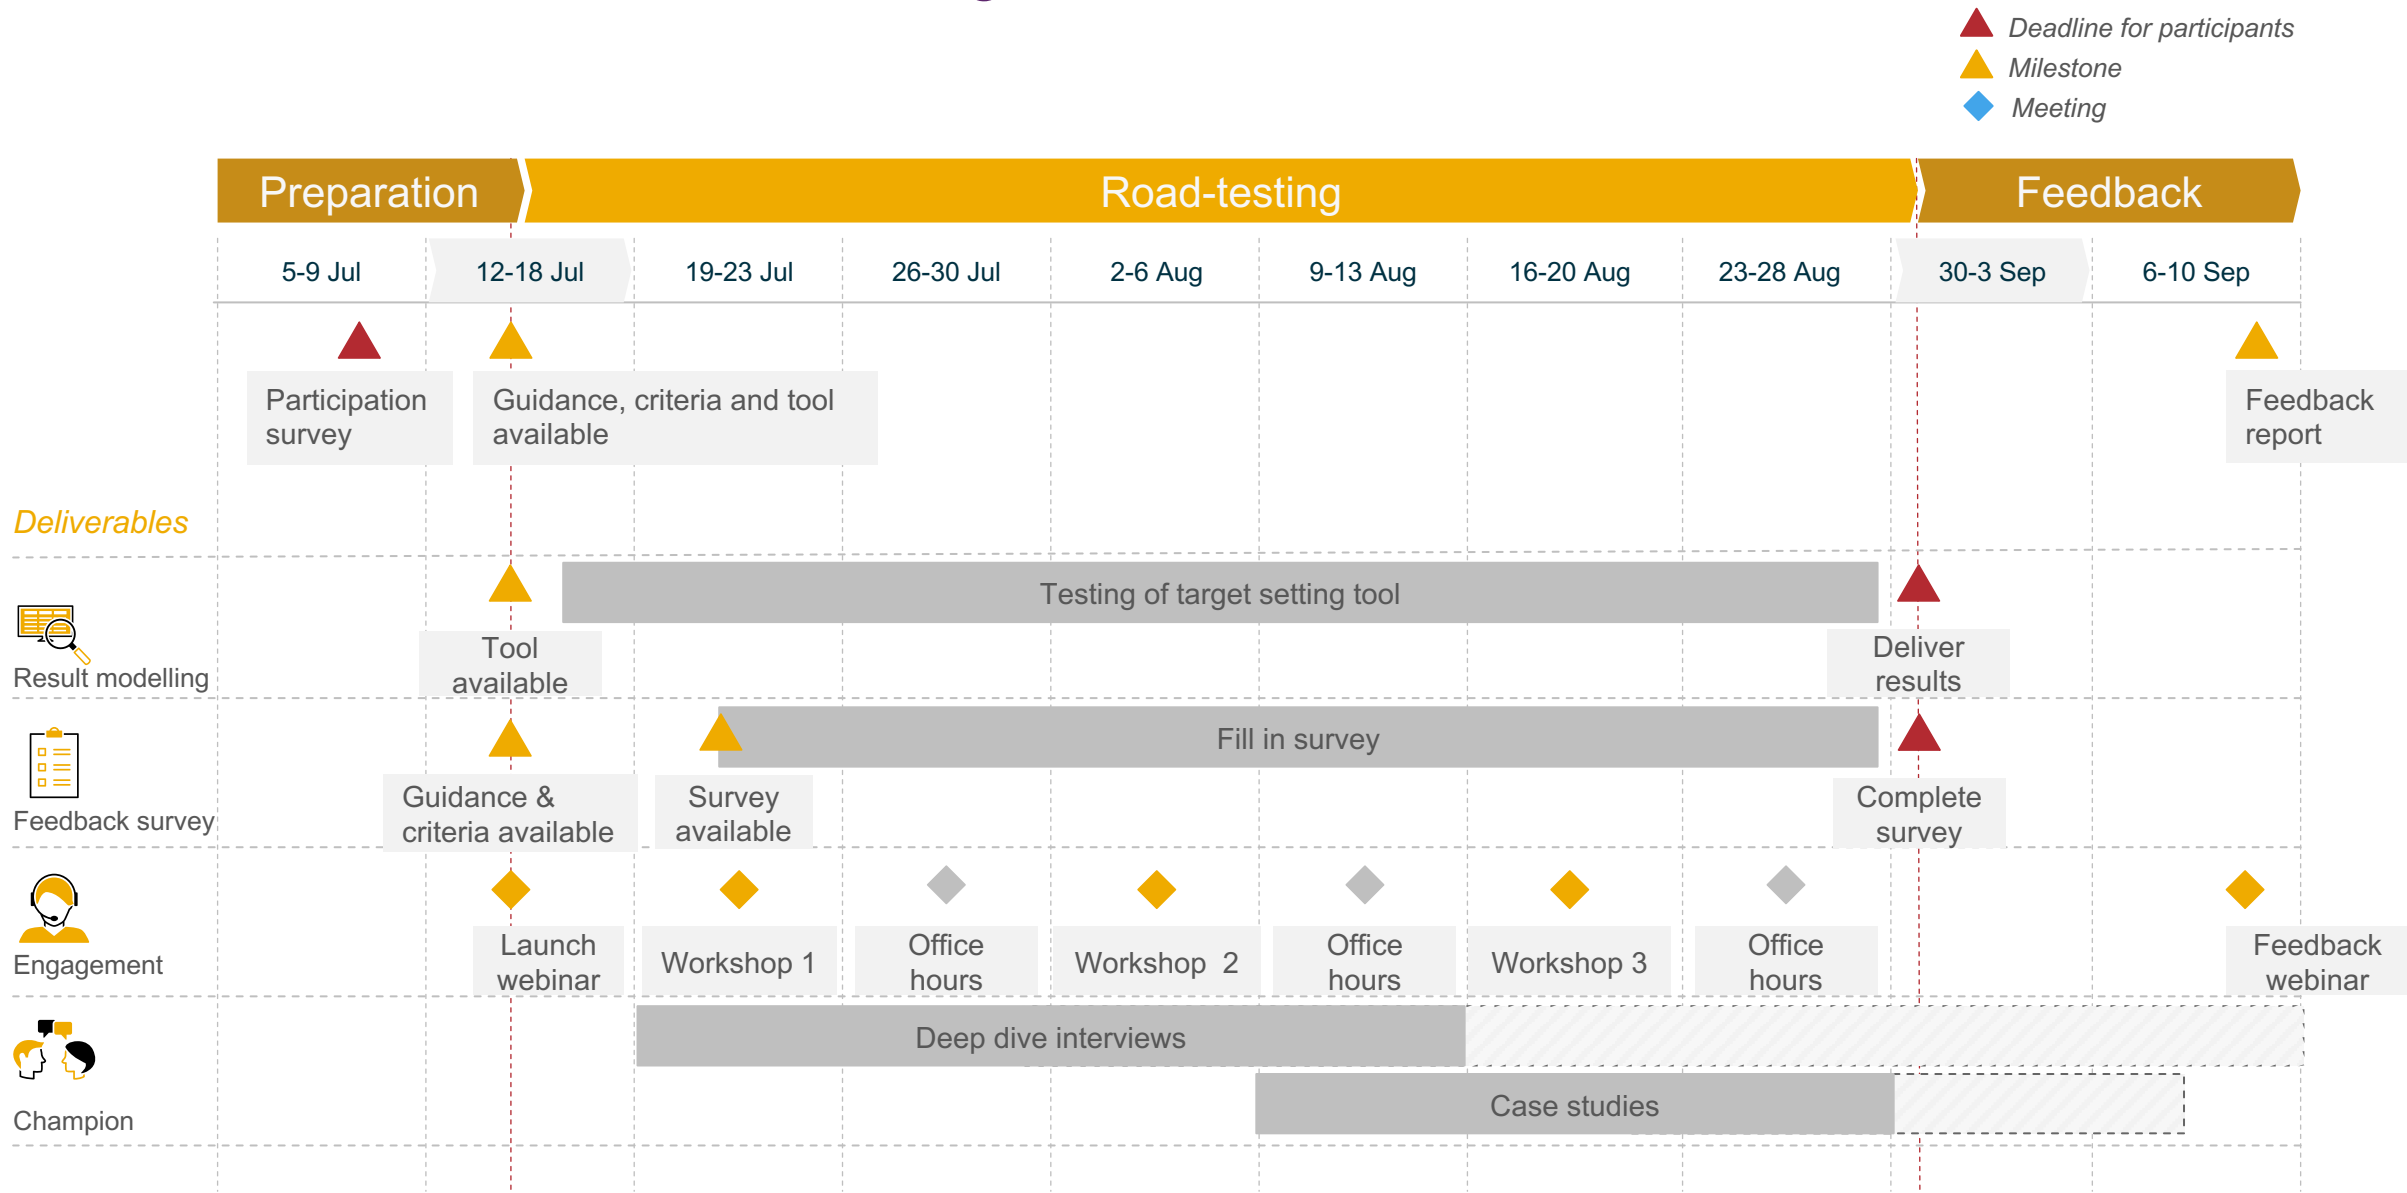 Deadline for participants
Milestone
Meeting
Preparation
Road-testing
Feedback
5-9 Jul
12-18 Jul
19-23 Jul
26-30 Jul
2-6 Aug
9-13 Aug
16-20 Aug
23-28 Aug
30-3 Sep
6-10 Sep
Participation
survey
Guidance, criteria and tool
available
Feedback
report
Deliverables
Result modelling
Tool
available
Testing of target setting tool
Deliver
results
Feedback survey
Guidance &
criteria available
Survey
available
Fill in survey
Complete
survey
Engagement
Launch
webinar
Workshop 1
Office
hours
Workshop  2
Office
hours
Workshop 3
Office
hours
Feedback
webinar
Champion
Deep dive interviews
Case studies